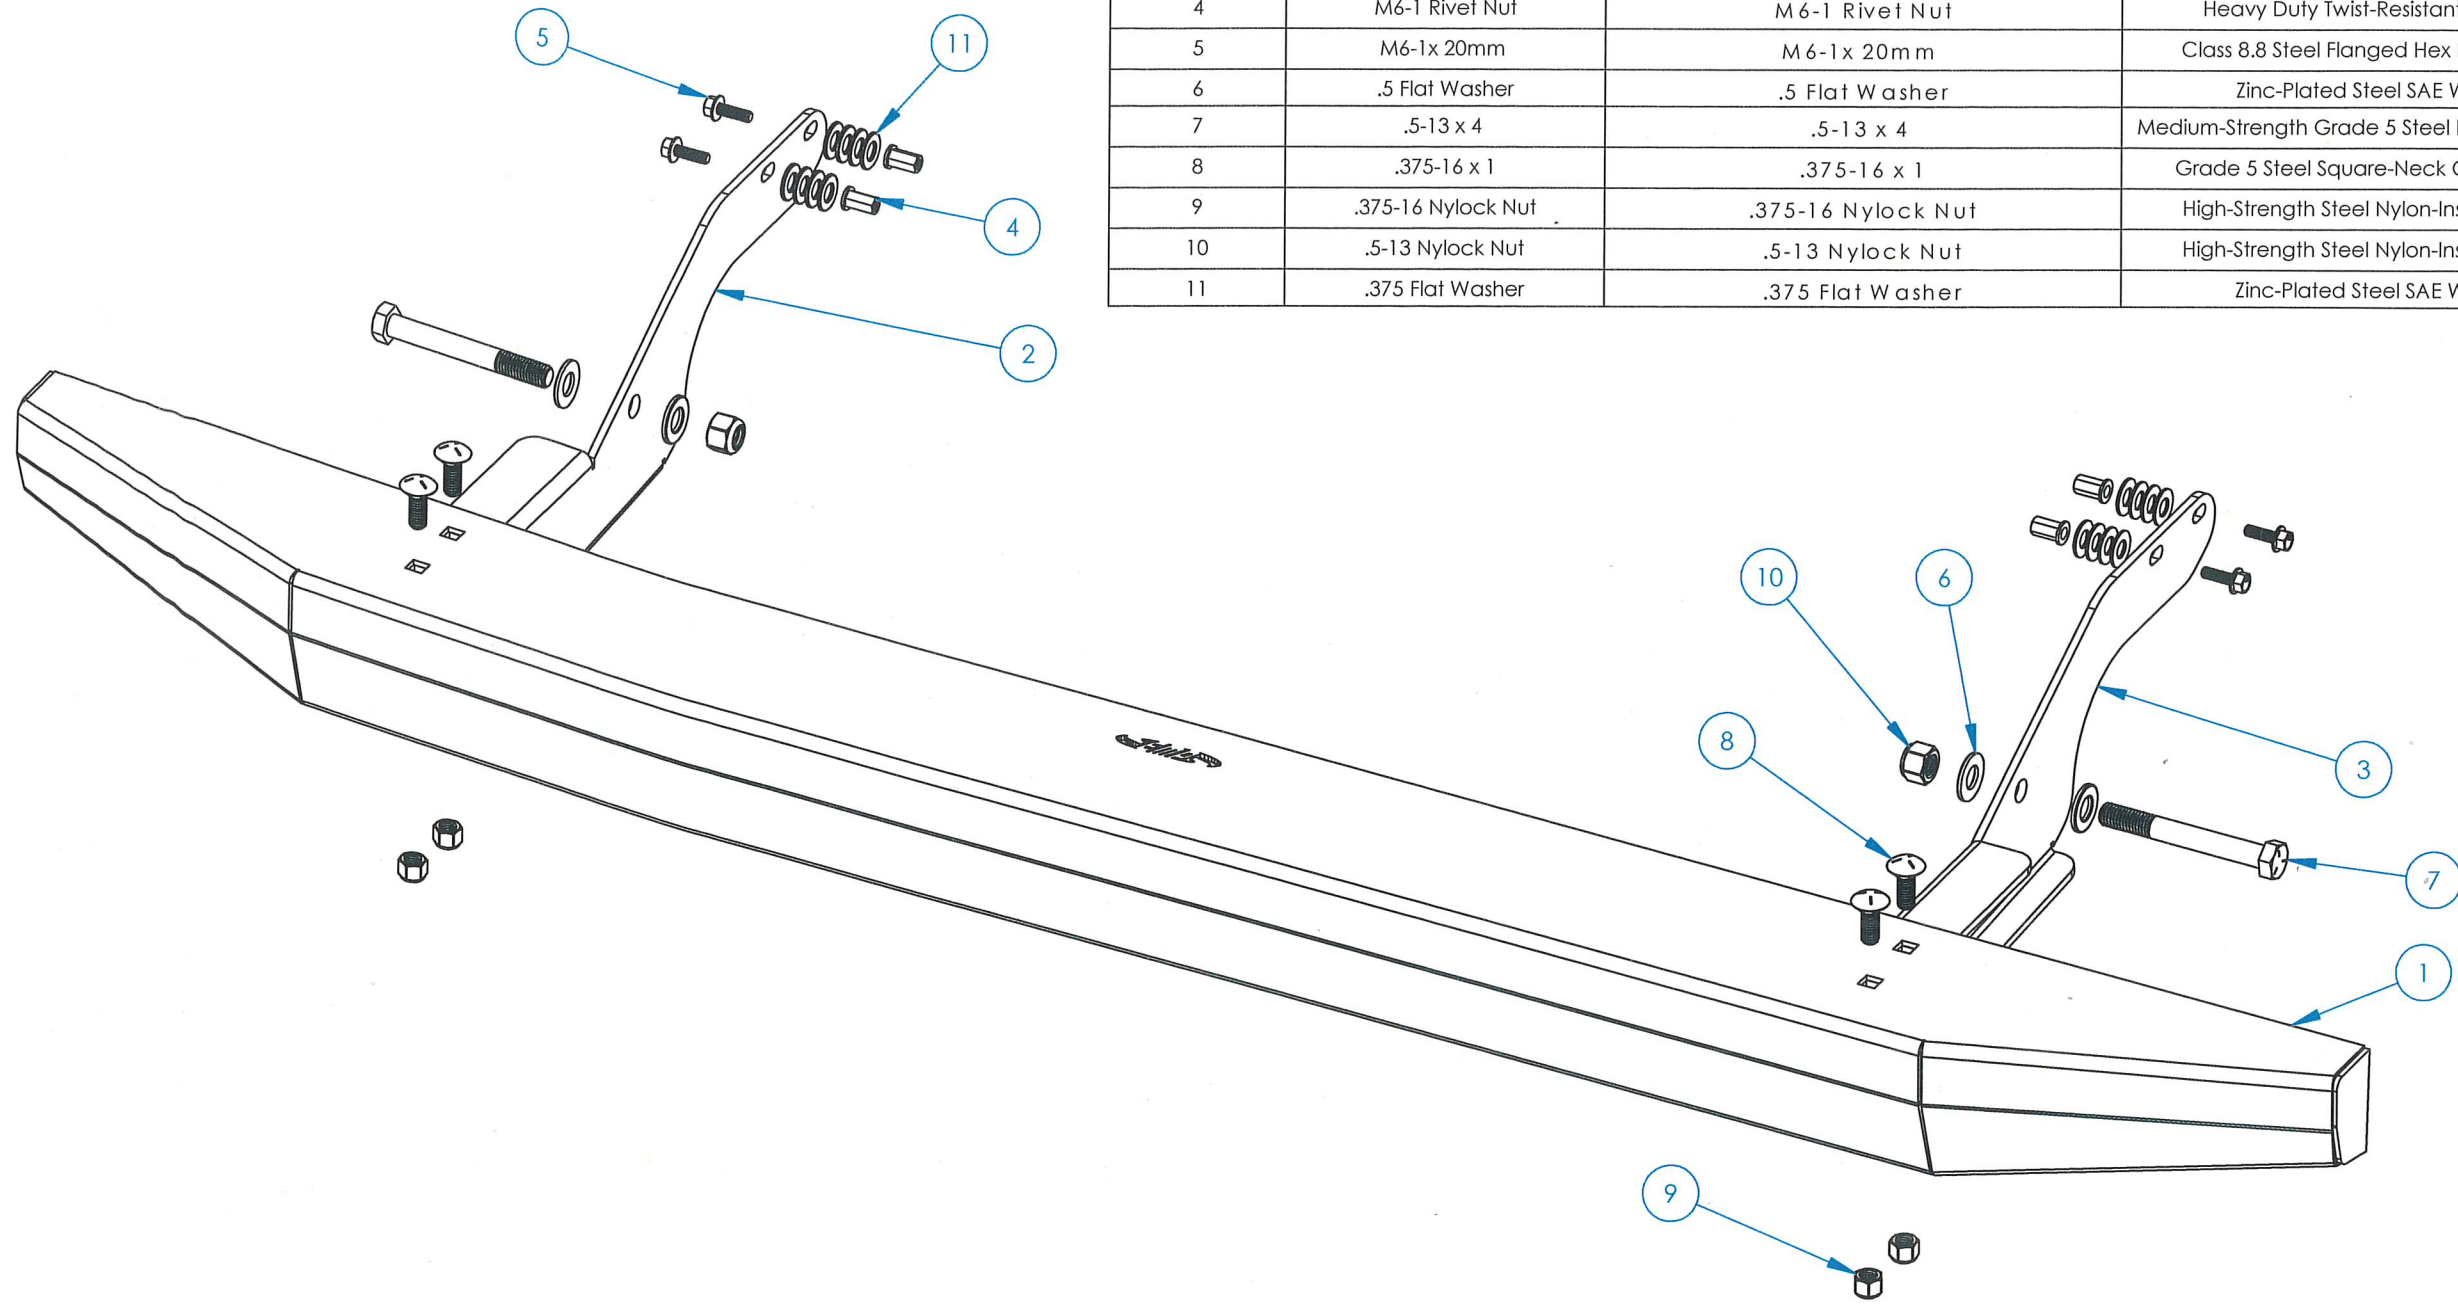 4 M6-1 Rivet Nut M6-1 Rivet Nut Heavy Duty Twist-Resistant
5 M6-1x 20mm M6-1x 20mm Class 8.8 Steel Flanged Hex
6 .5 Flat Washer .5 Flat Washer Zinc-Plated Steel SAE
7 .5-13 x 4 .5-13 x 4 Medium-Strength Grade 5 Steel
8 .375-16 x 1 .375-16 x 1 Grade 5 Steel Square-Neck
9 .375-16 Nylock Nut .375-16 Nylock Nut High-Strength Steel
10 .5-13 Nylock Nut .5-13 Nylock Nut High-Strength Steel
11 .375 Flat Washer .375 Flat Washer Zinc-Plated Steel SAE
5
11
4
2
10
6
8
3
7
1
9